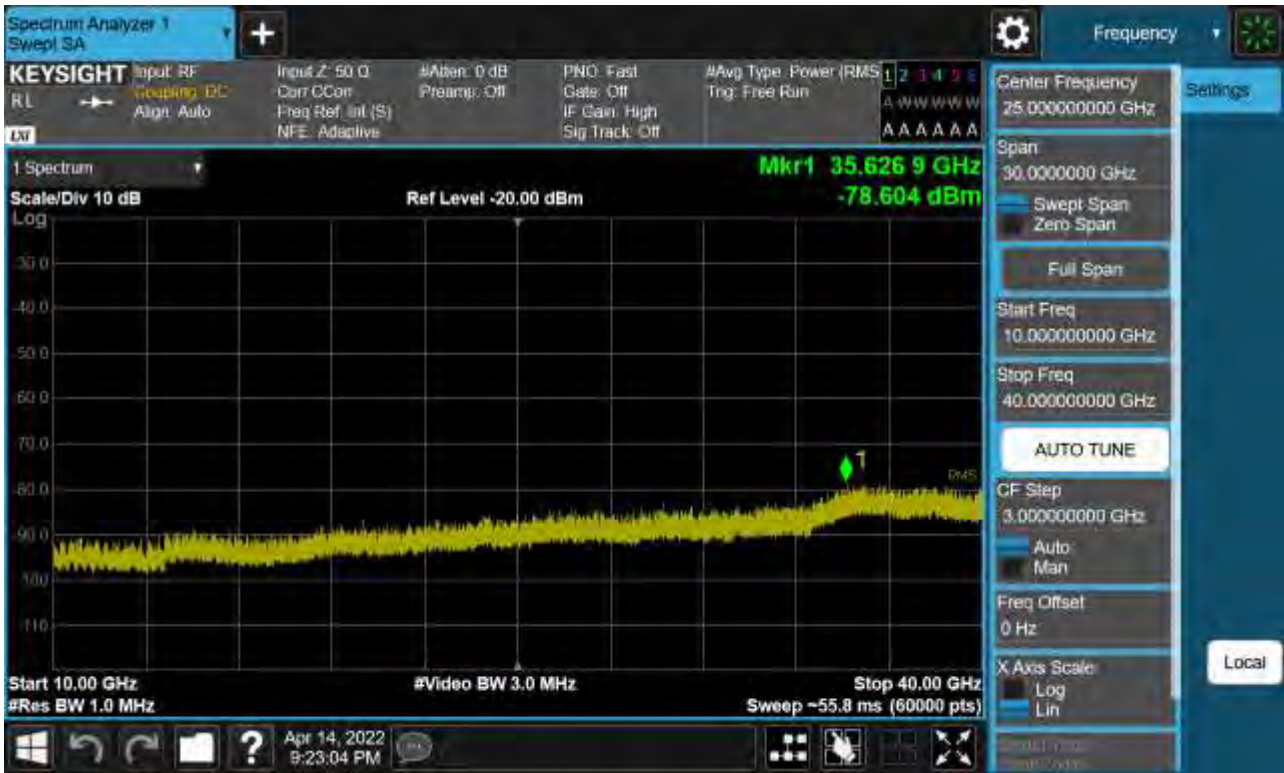 Spectrum Analyzer 1
Swept SA
Frequency
KEYSIGHT
RL
LXI
Input: RF
Coupling: DC
Align: Auto
Input Z: 50 Ω
Corr CCorr
Freq Ref: Int (S)
NFE: Adaptive
#Atten: 0 dB
Preamp: Off
PNO: Fast
Gate: Off
IF Gain: High
Sig Track: Off
#Avg Type: Power (RMS
Trig: Free Run
1 2 3 4 5 6
A W W W W W
A A A A A A
1 Spectrum
Scale/Div 10 dB
Ref Level -20.00 dBm
Mkr1 35.626 9 GHz
-78.604 dBm
Log
-30.0
-40.0
-50.0
-60.0
-70.0
-80.0
-90.0
-100
-110
1
RMS
Start 10.00 GHz
#Res BW 1.0 MHz
#Video BW 3.0 MHz
Stop 40.00 GHz
Sweep ~55.8 ms (60000 pts)
Apr 14, 2022
9:23:04 PM
Center Frequency
25.000000000 GHz
Settings
Span
30.0000000 GHz
Swept Span
Zero Span
Full Span
Start Freq
10.000000000 GHz
Stop Freq
40.000000000 GHz
AUTO TUNE
CF Step
3.000000000 GHz
Auto
Man
Freq Offset
0 Hz
X Axis Scale
Log
Lin
Local